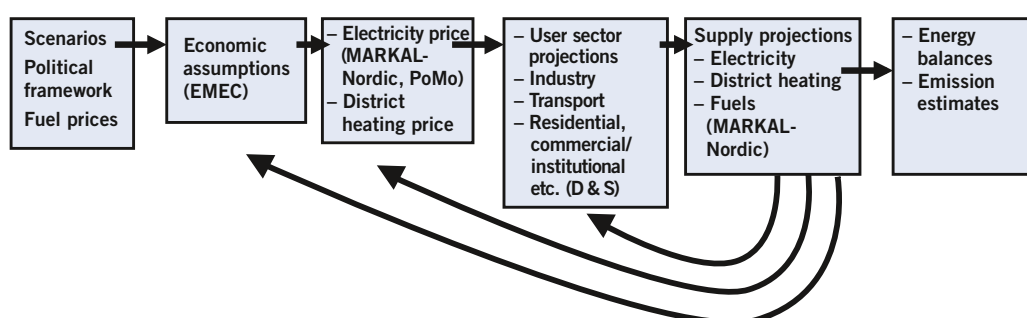 Scenarios
Political
framework
Fuel prices
Economic
assumptions
(EMEC)
– Electricity price
(MARKAL-
Nordic, PoMo)
– District
heating price
– User sector
projections
– Industry
– Transport
– Residential,
commercial/
institutional
etc. (D & S)
Supply projections
– Electricity
– District heating
– Fuels
(MARKAL-
Nordic)
– Energy
balances
– Emission
estimates